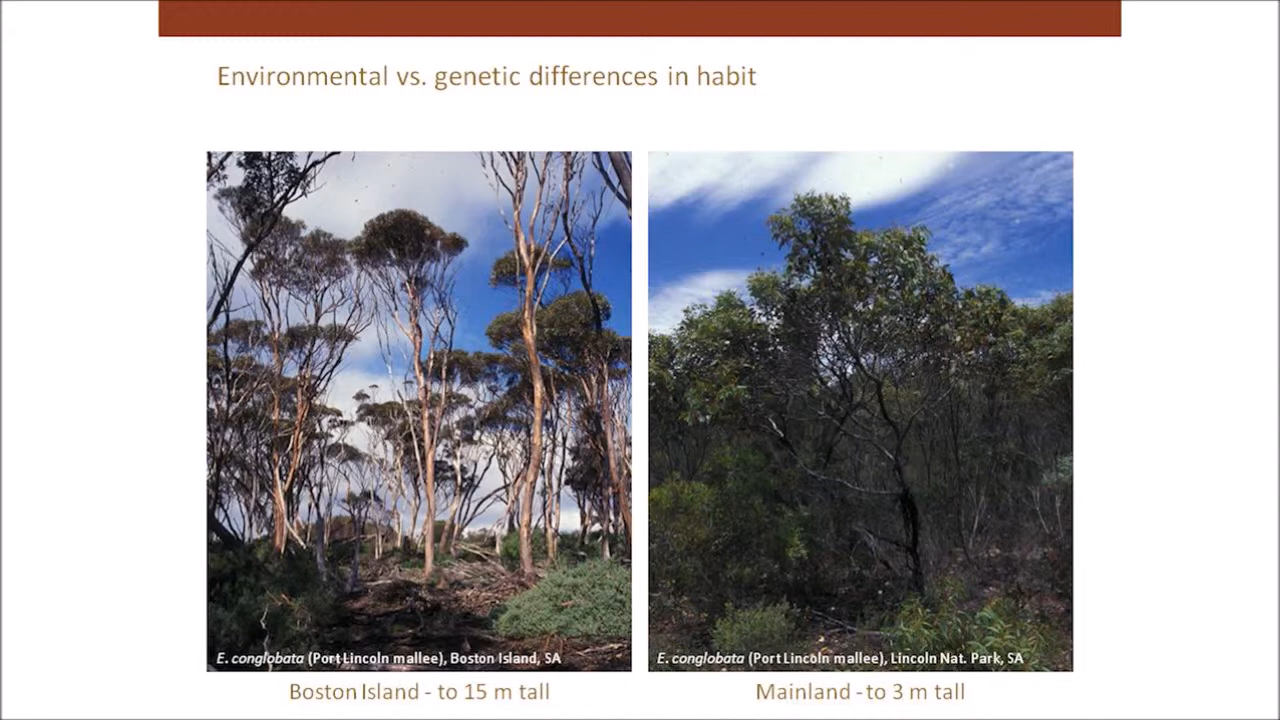 Environmental vs. genetic differences in habit
E. conglobata (Port Lincoln mallee), Boston Island, SA
E. conglobata (Port Lincoln mallee), Lincoln Nat. Park, SA
Boston Island - to 15 m tall
Mainland - to 3 m tall